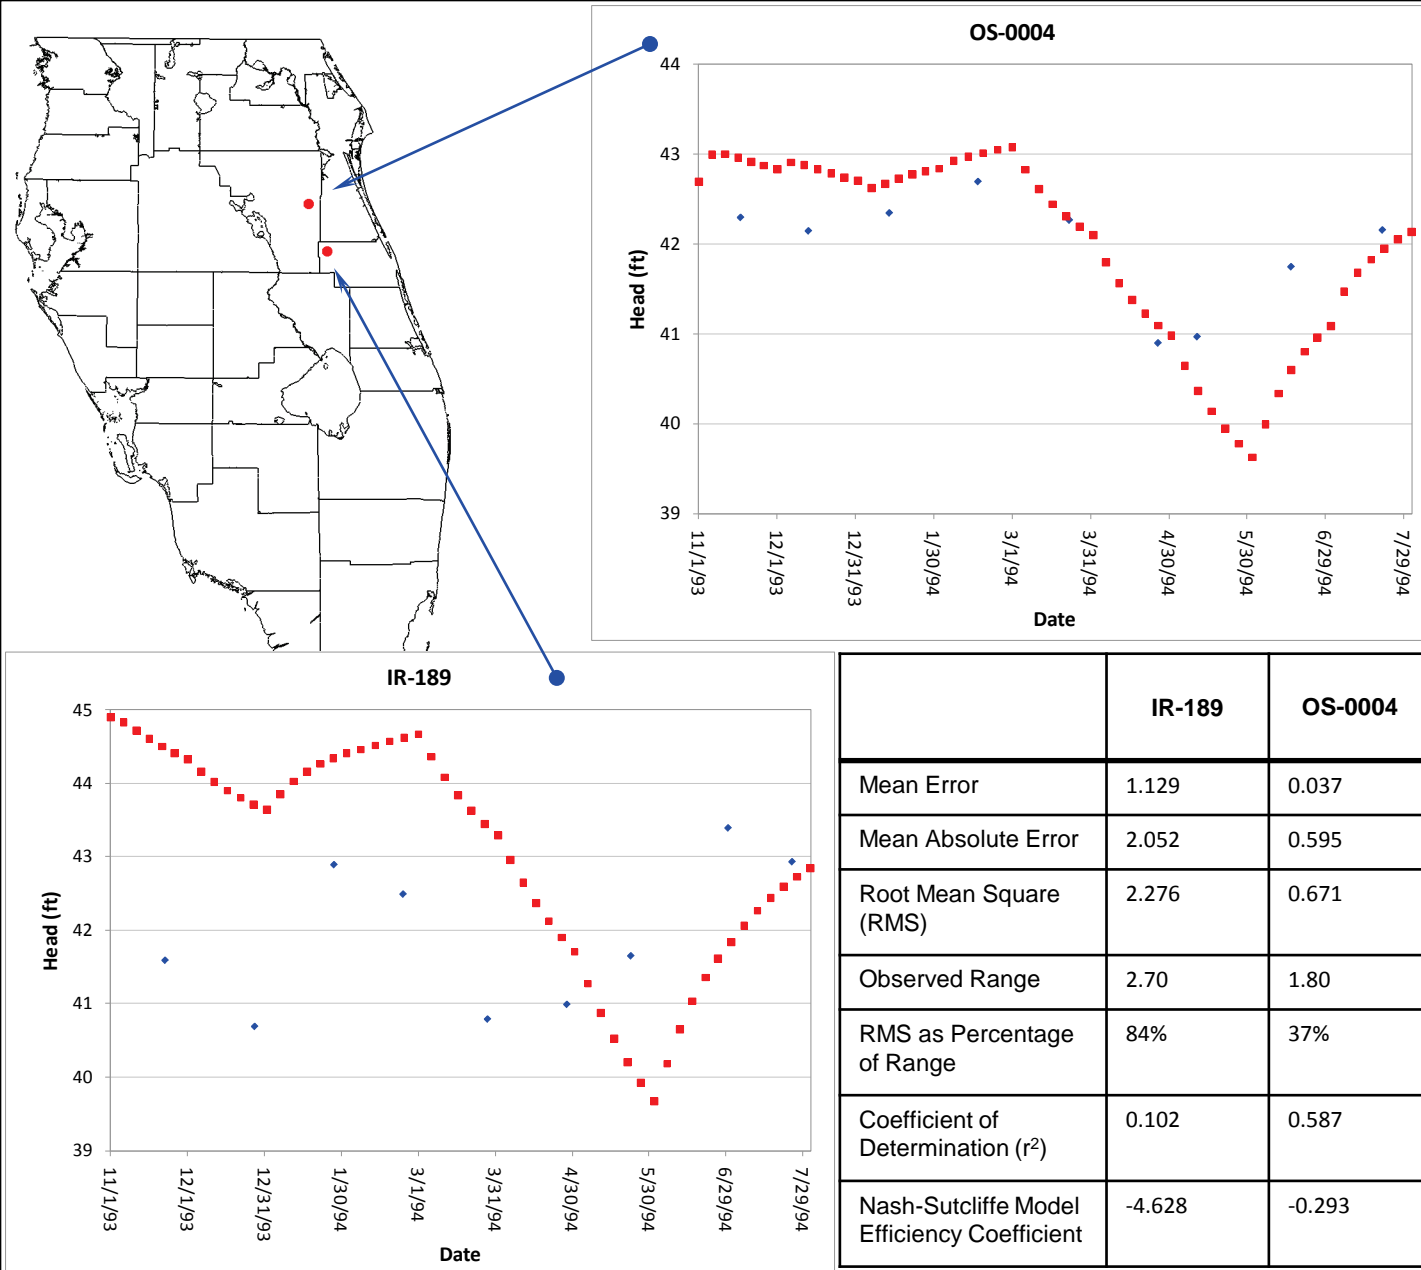 OS-0004
44
43
42
41
40
39
Head (ft)
11/1/93
12/1/93
12/31/93
1/30/94
3/1/94
3/31/94
4/30/94
5/30/94
6/29/94
7/29/94
Date
IR-189
45
44
43
42
41
40
39
Head (ft)
11/1/93
12/1/93
12/31/93
1/30/94
3/1/94
3/31/94
4/30/94
5/30/94
6/29/94
7/29/94
Date
IR-189 OS-0004
Mean Error 1.129 0.037
Mean Absolute Error 2.052 0.595
Root Mean Square 2.276 0.671
(RMS)
Observed Range 2.70 1.80
RMS as Percentage 84% 37%
of Range
Coefficient of 0.102 0.587
Determination (r²)
Nash-Sutcliffe Model -4.628 -0.293
Efficiency Coefficient